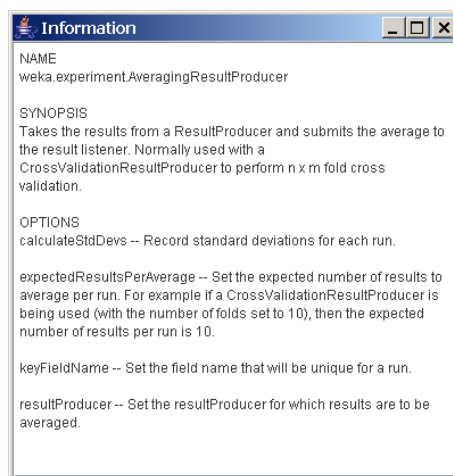 Information
NAME
weka.experiment.AveragingResultProducer
SYNOPSIS
Takes the results from a ResultProducer and submits the average to
the result listener. Normally used with a
CrossValidationResultProducer to perform n x m fold cross
validation.
OPTIONS
calculateStdDevs -- Record standard deviations for each run.
expectedResultsPerAverage -- Set the expected number of results to
average per run. For example if a CrossValidationResultProducer is
being used (with the number of folds set to 10), then the expected
number of results per run is 10.
keyFieldName -- Set the field name that will be unique for a run.
resultProducer -- Set the resultProducer for which results are to be
averaged.